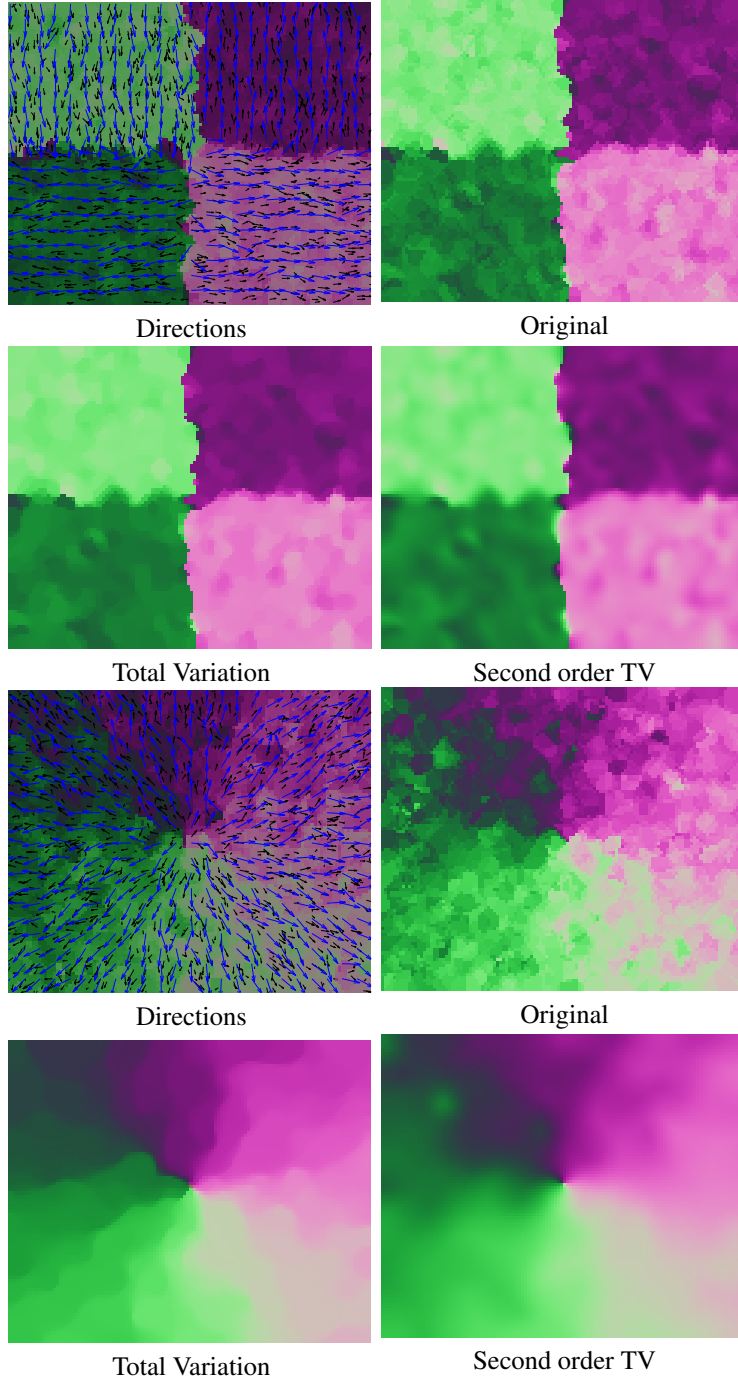 Directions
Original
Total Variation
Second order TV
Directions
Original
Total Variation
Second order TV